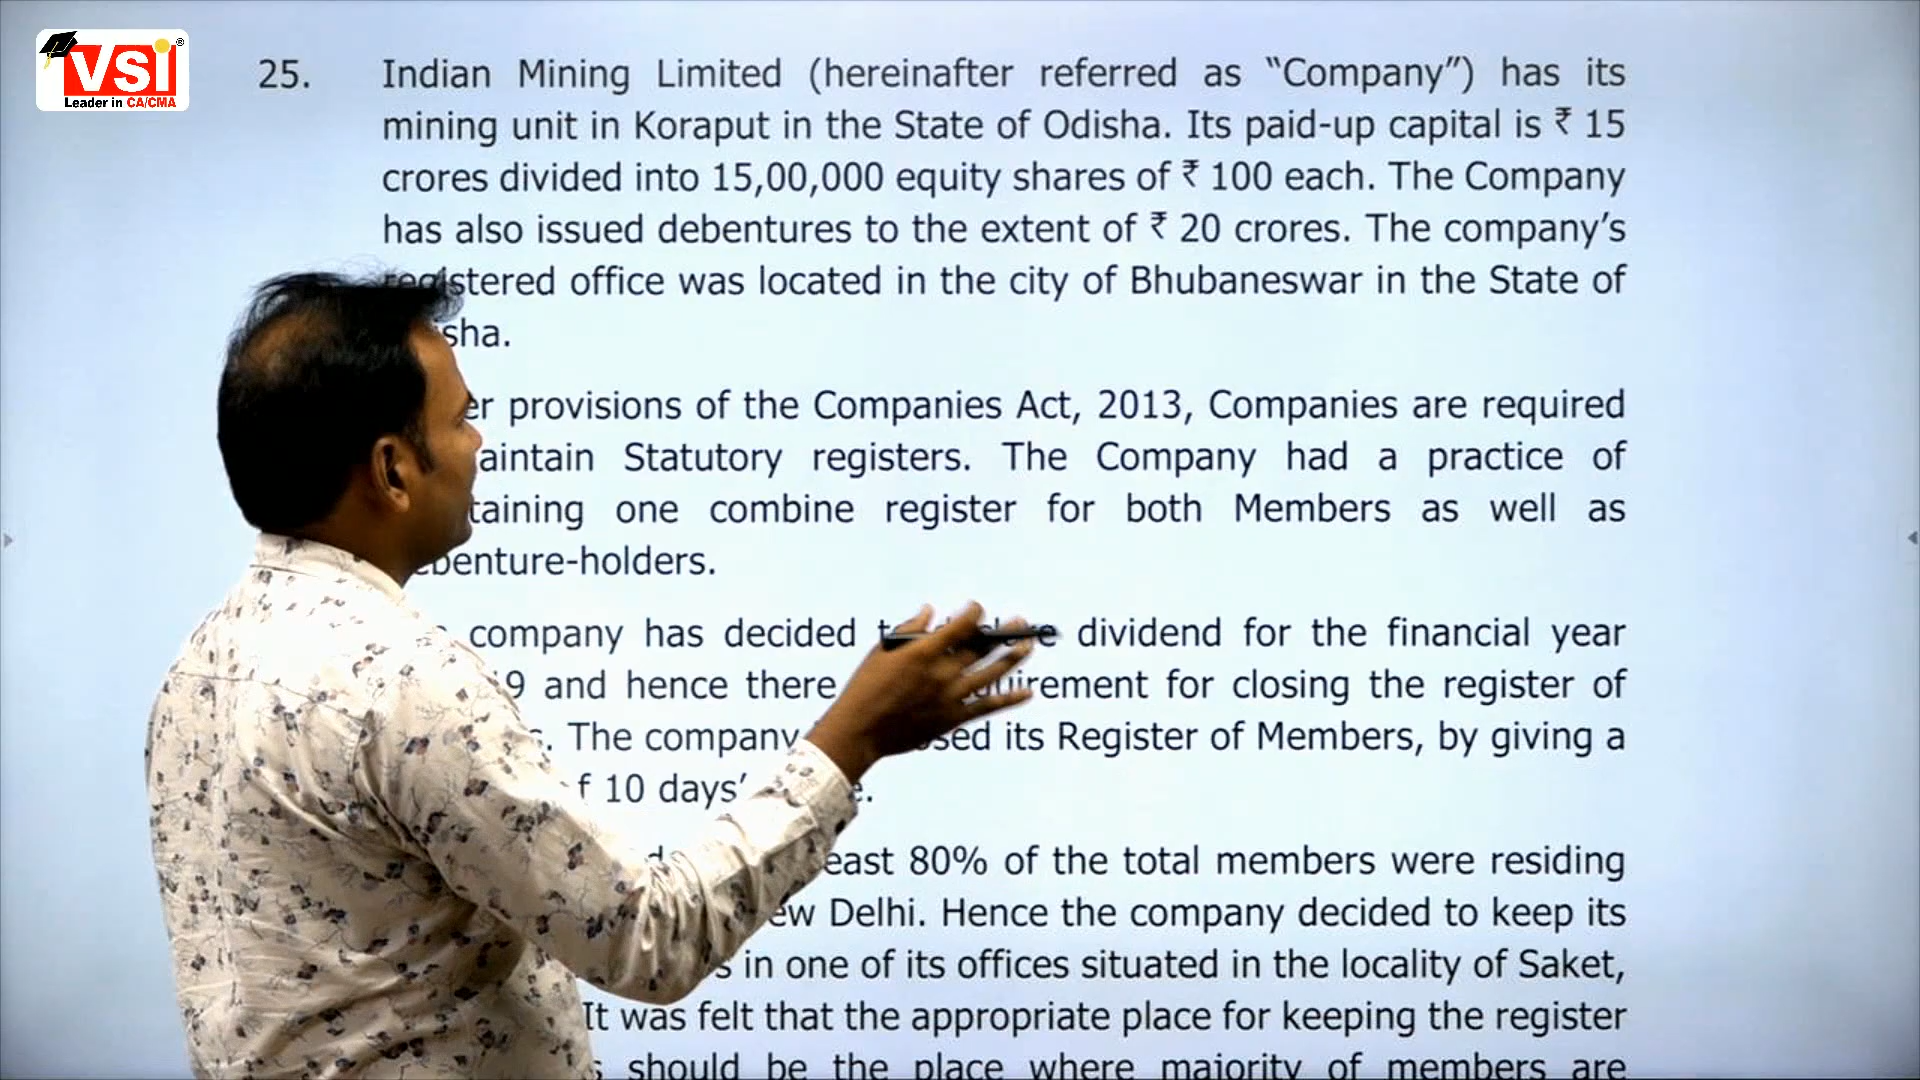 VSI
®
Leader in CA/CMA
25. Indian Mining Limited (hereinafter referred as “Company”) has its
mining unit in Koraput in the State of Odisha. Its paid-up capital is ₹ 15
crores divided into 15,00,000 equity shares of ₹ 100 each. The Company
has also issued debentures to the extent of ₹ 20 crores. The company’s
registered office was located in the city of Bhubaneswar in the State of
sha.
er provisions of the Companies Act, 2013, Companies are required
aintain Statutory registers. The Company had a practice of
taining one combine register for both Members as well as
ebenture-holders.
company has decided to declare dividend for the financial year
9 and hence there requirement for closing the register of
. The company sed its Register of Members, by giving a
f 10 days’ e.
east 80% of the total members were residing
ew Delhi. Hence the company decided to keep its
s in one of its offices situated in the locality of Saket,
It was felt that the appropriate place for keeping the register
s should be the place where majority of members are